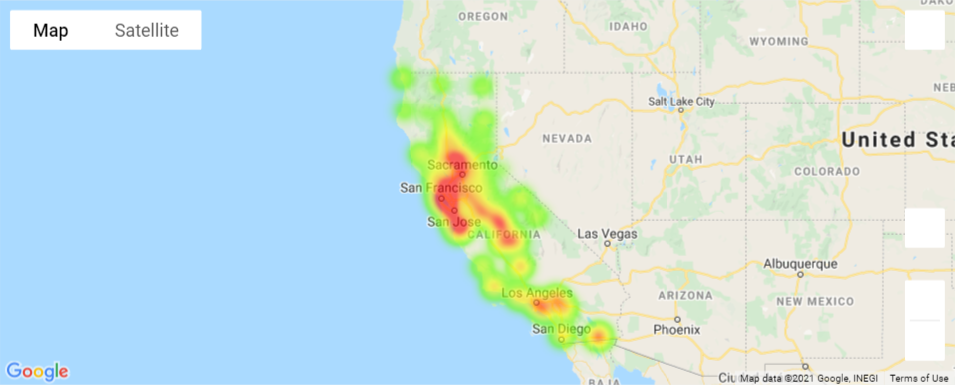 DAKO
OREGON
IDAHO
Map Satellite
WYOMING
NEB
Salt Lake City
NEVADA
United Sta
UTAH
Sacramento
COLORADO
San Francisco
San Jose
CALIFORNIA
Las Vegas
Albuquerque
Los Angeles
ARIZONA
NEW MEXICO
San Diego
Phoenix
Google
BAJA
Ciu
Map data ©2021 Google, INEGI Terms of Use